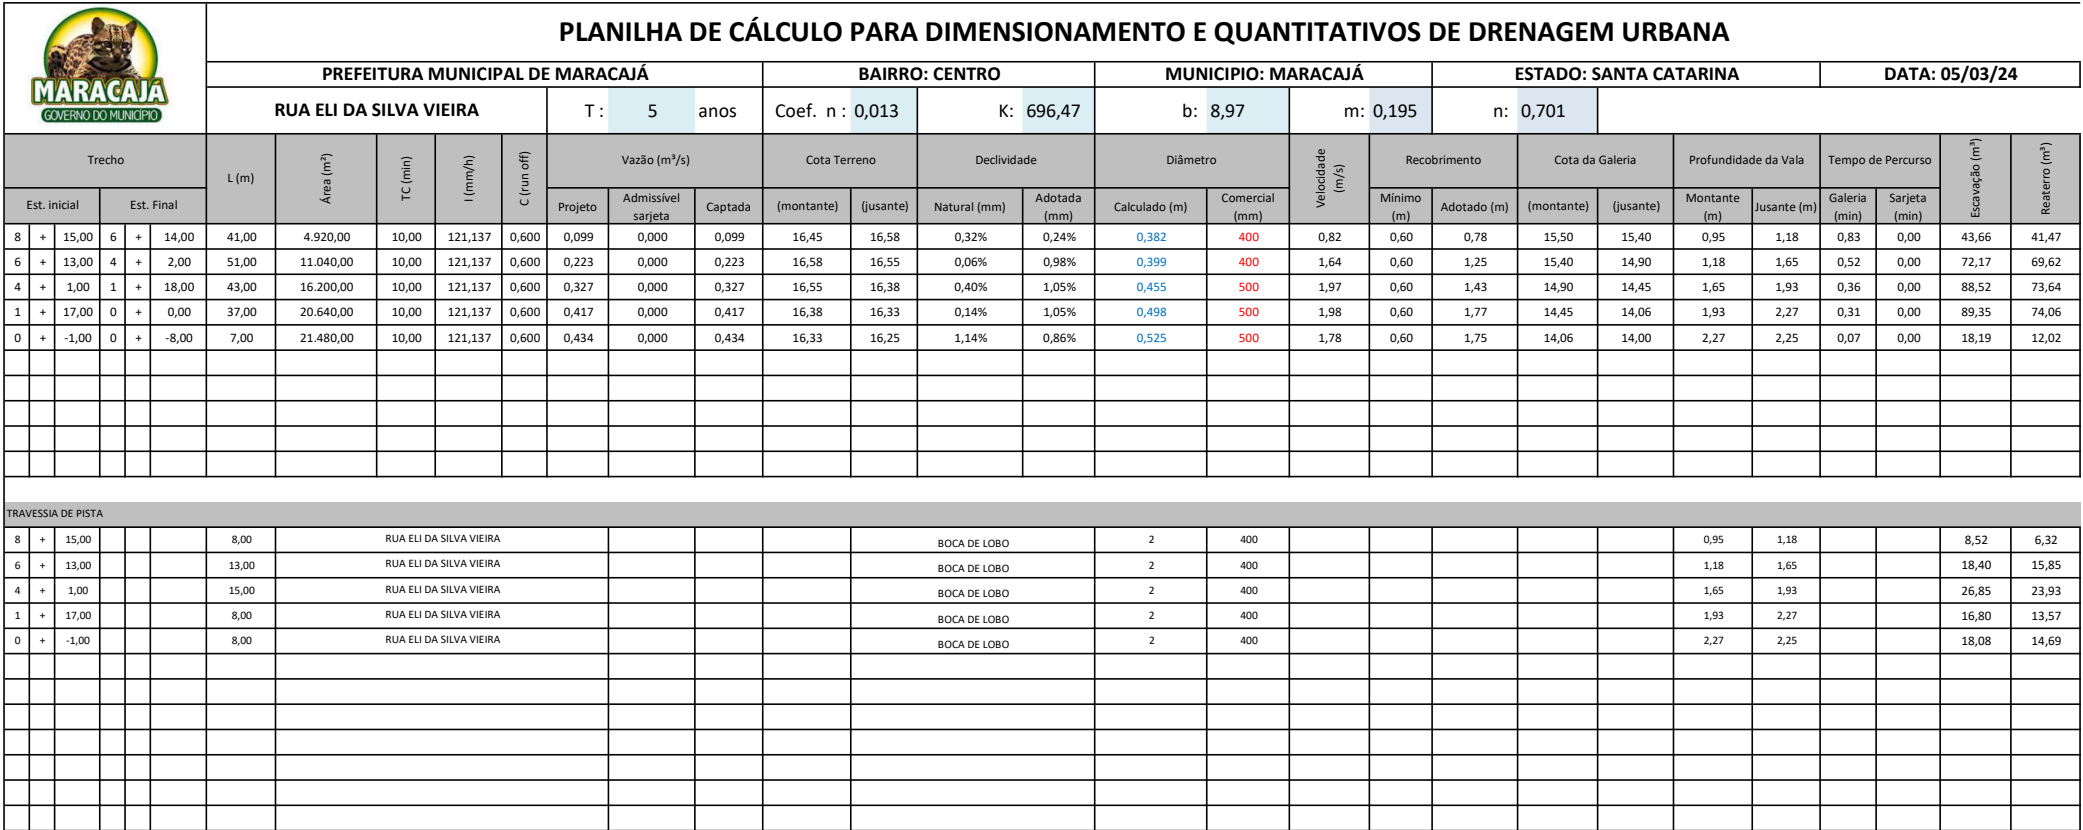 PLANILHA DE CÁLCULO PARA DIMENSIONAMENTO E QUANTITATIVOS DE DRENAGEM URBANA
MARACAJÁ
GOVERNO DO MUNICÍPIO
PREFEITURA MUNICIPAL DE MARACAJÁ BAIRRO: CENTRO MUNICIPIO: MARACAJÁ ESTADO: SANTA CATARINA DATA: 05/03/24
RUA ELI DA SILVA VIEIRA T : 5 anos Coef. n : 0,013 K: 696,47 b: 8,97 m: 0,195 n: 0,701
Trecho L (m) Área (m²) TC (min) I (mm/h) C (run off) Vazão (m³/s) Cota Terreno Declividade Diâmetro Velocidade (m/s) Recobrimento Cota da Galeria Profundidade da Vala Tempo de Percurso Escavação (m³) Reaterro (m³)
Est. inicial Est. Final Projeto Admissível sarjeta Captada (montante) (jusante) Natural (mm) Adotada (mm) Calculado (m) Comercial (mm) Mínimo (m) Adotado (m) (montante) (jusante) Montante (m) Jusante (m) Galeria (min) Sarjeta (min)
8 + 15,00 6 + 14,00 41,00 4.920,00 10,00 121,137 0,600 0,099 0,000 0,099 16,45 16,58 0,32% 0,24% 0,382 400 0,82 0,60 0,78 15,50 15,40 0,95 1,18 0,83 0,00 43,66 41,47
6 + 13,00 4 + 2,00 51,00 11.040,00 10,00 121,137 0,600 0,223 0,000 0,223 16,58 16,55 0,06% 0,98% 0,399 400 1,64 0,60 1,25 15,40 14,90 1,18 1,65 0,52 0,00 72,17 69,62
4 + 1,00 1 + 18,00 43,00 16.200,00 10,00 121,137 0,600 0,327 0,000 0,327 16,55 16,38 0,40% 1,05% 0,455 500 1,97 0,60 1,43 14,90 14,45 1,65 1,93 0,36 0,00 88,52 73,64
1 + 17,00 0 + 0,00 37,00 20.640,00 10,00 121,137 0,600 0,417 0,000 0,417 16,38 16,33 0,14% 1,05% 0,498 500 1,98 0,60 1,77 14,45 14,06 1,93 2,27 0,31 0,00 89,35 74,06
0 + -1,00 0 + -8,00 7,00 21.480,00 10,00 121,137 0,600 0,434 0,000 0,434 16,33 16,25 1,14% 0,86% 0,525 500 1,78 0,60 1,75 14,06 14,00 2,27 2,25 0,07 0,00 18,19 12,02
TRAVESSIA DE PISTA
8 + 15,00 8,00 RUA ELI DA SILVA VIEIRA BOCA DE LOBO 2 400 0,95 1,18 8,52 6,32
6 + 13,00 13,00 RUA ELI DA SILVA VIEIRA BOCA DE LOBO 2 400 1,18 1,65 18,40 15,85
4 + 1,00 15,00 RUA ELI DA SILVA VIEIRA BOCA DE LOBO 2 400 1,65 1,93 26,85 23,93
1 + 17,00 8,00 RUA ELI DA SILVA VIEIRA BOCA DE LOBO 2 400 1,93 2,27 16,80 13,57
0 + -1,00 8,00 RUA ELI DA SILVA VIEIRA BOCA DE LOBO 2 400 2,27 2,25 18,08 14,69